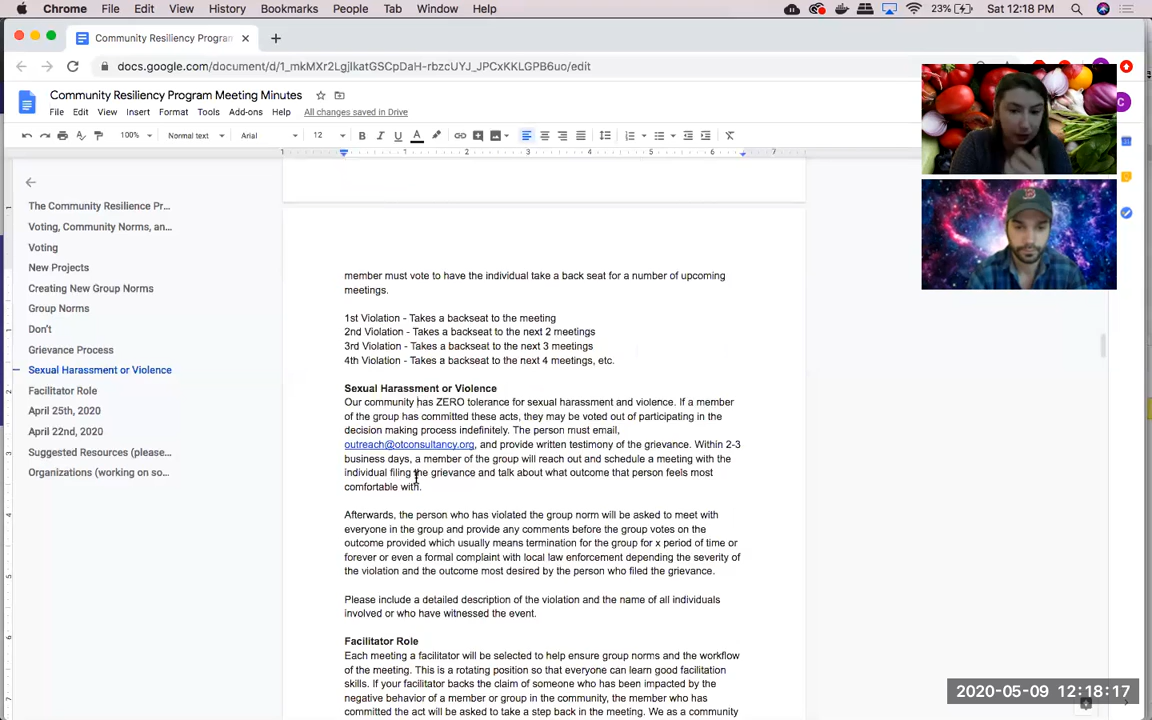 Chrome File Edit View History Bookmarks People Tab Window Help 23% Sat 12:18 PM
Community Resiliency Program
docs.google.com/document/d/1_mkMXr2LgjIkatGSCpDaH-rbzcUYJ_JPCxKKLGPB6uo/edit
Community Resiliency Program Meeting Minutes
File Edit View Insert Format Tools Add-ons Help All changes saved in Drive
100% Normal text Arial 12 B I U A
1 1 2 3 4 5 6 7
The Community Resilience Pr...
Voting, Community Norms, an...
Voting
New Projects
Creating New Group Norms
Group Norms
Don't
Grievance Process
Sexual Harassment or Violence
Facilitator Role
April 25th, 2020
April 22nd, 2020
Suggested Resources (please...
Organizations (working on so...
member must vote to have the individual take a back seat for a number of upcoming
meetings.
1st Violation - Takes a backseat to the meeting
2nd Violation - Takes a backseat to the next 2 meetings
3rd Violation - Takes a backseat to the next 3 meetings
4th Violation - Takes a backseat to the next 4 meetings, etc.
Sexual Harassment or Violence
Our community has ZERO tolerance for sexual harassment and violence. If a member
of the group has committed these acts, they may be voted out of participating in the
decision making process indefinitely. The person must email,
outreach@otconsultancy.org, and provide written testimony of the grievance. Within 2-3
business days, a member of the group will reach out and schedule a meeting with the
individual filing the grievance and talk about what outcome that person feels most
comfortable with.
Afterwards, the person who has violated the group norm will be asked to meet with
everyone in the group and provide any comments before the group votes on the
outcome provided which usually means termination for the group for x period of time or
forever or even a formal complaint with local law enforcement depending the severity of
the violation and the outcome most desired by the person who filed the grievance.
Please include a detailed description of the violation and the name of all individuals
involved or who have witnessed the event.
Facilitator Role
Each meeting a facilitator will be selected to help ensure group norms and the workflow
of the meeting. This is a rotating position so that everyone can learn good facilitation
skills. If your facilitator backs the claim of someone who has been impacted by the
negative behavior of a member or group in the community, the member who has
committed the act will be asked to take a step back in the meeting. We as a community
C
2020-05-09 12:18:17